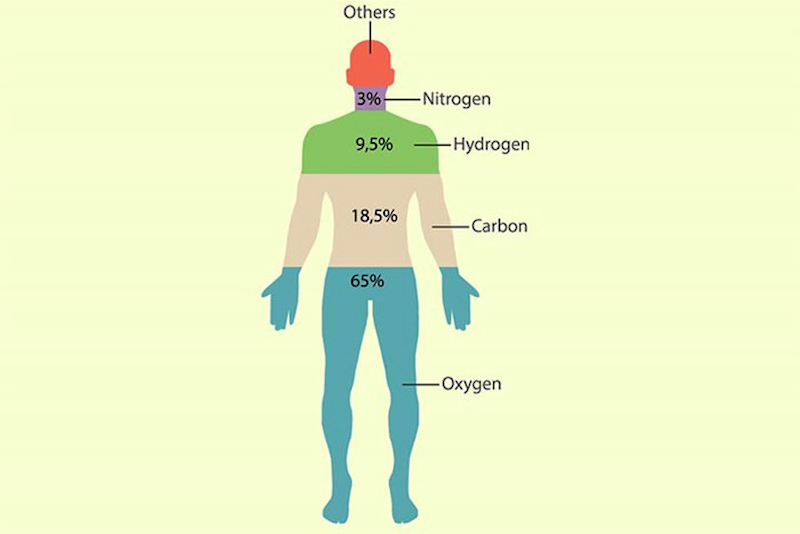 Others
3%
Nitrogen
9,5%
Hydrogen
18,5%
Carbon
65%
Oxygen